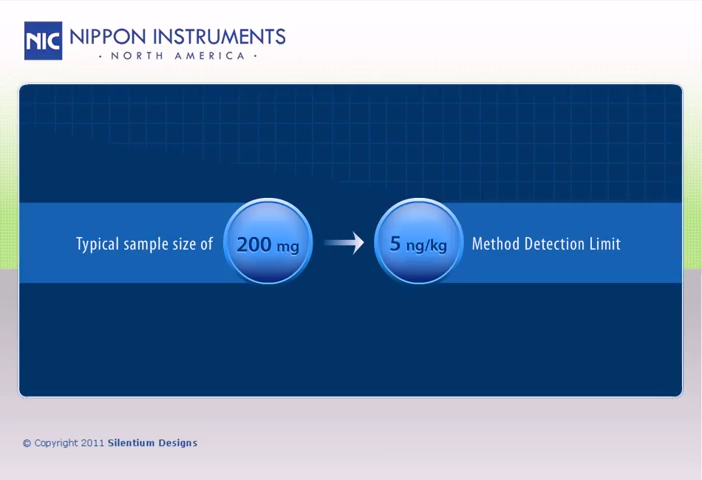 NIC NIPPON INSTRUMENTS
· NORTH AMERICA ·
Typical sample size of 200 mg → 5 ng/kg Method Detection Limit
© Copyright 2011 Silentium Designs